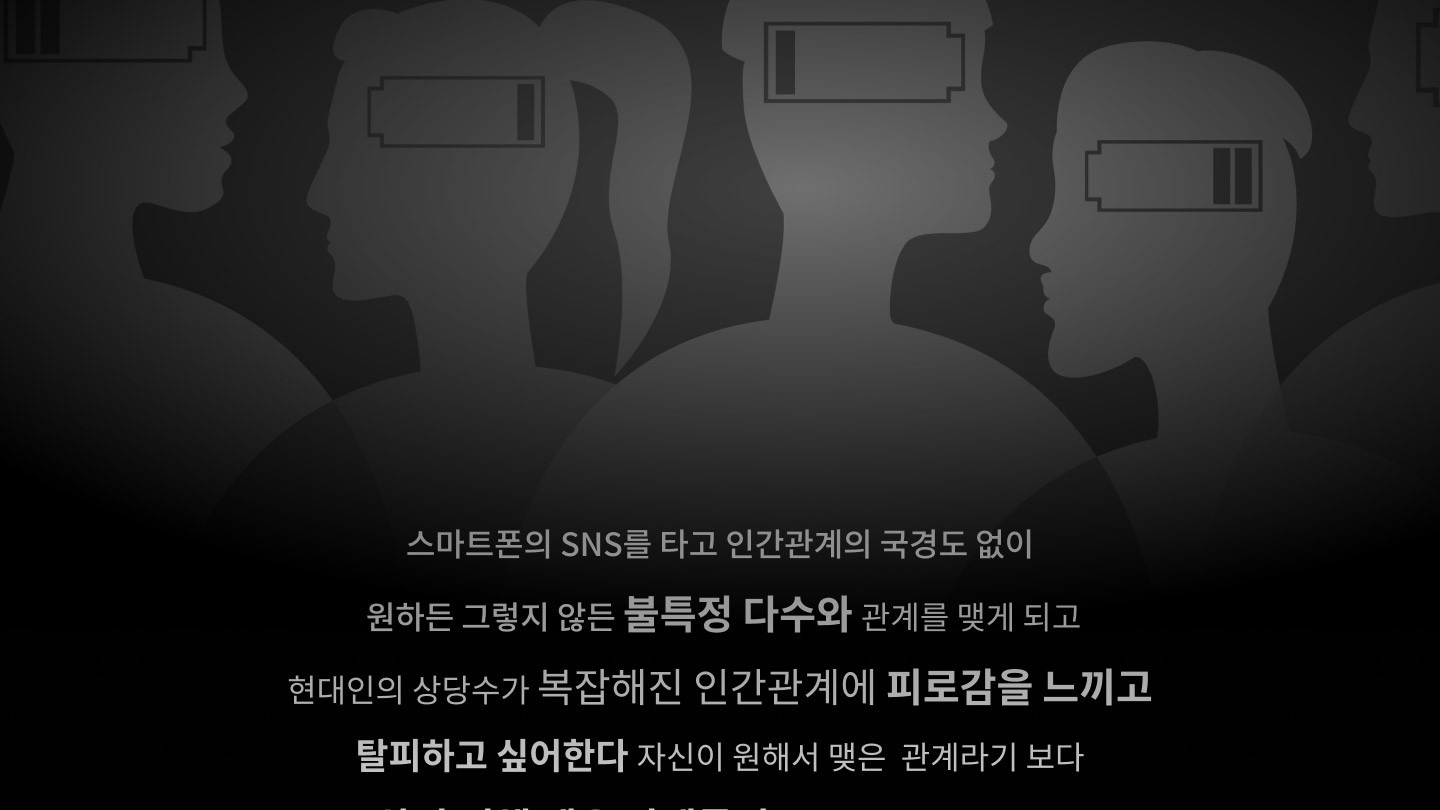 스마트폰의 SNS를 타고 인간관계의 국경도 없이
원하든 그렇지 않든 불특정 다수와 관계를 맺게 되고
현대인의 상당수가 복잡해진 인간관계에 피로감을 느끼고
탈피하고 싶어한다 자신이 원해서 맺은 관계라기 보다